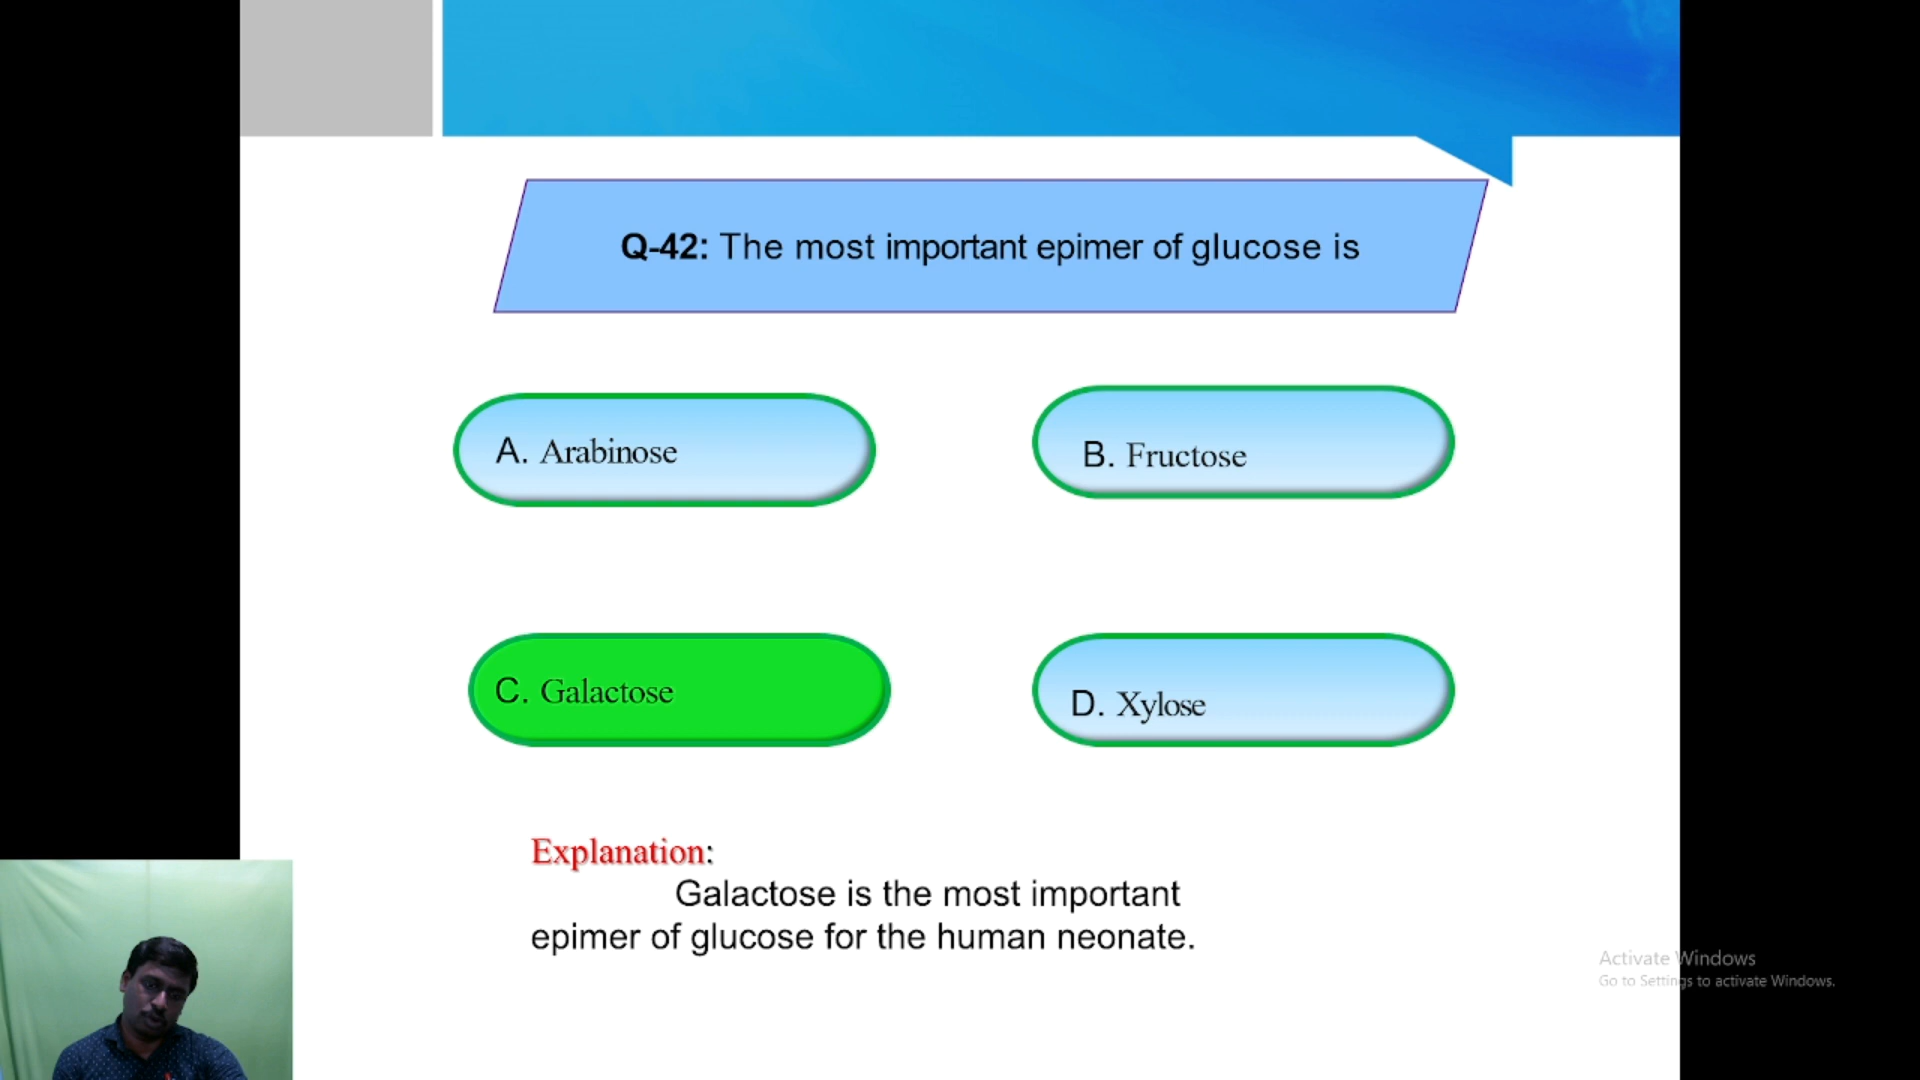 Q-42: The most important epimer of glucose is
A. Arabinose
B. Fructose
C. Galactose
D. Xylose
Explanation:
Galactose is the most important
epimer of glucose for the human neonate.
Activate Windows
Go to Settings to activate Windows.